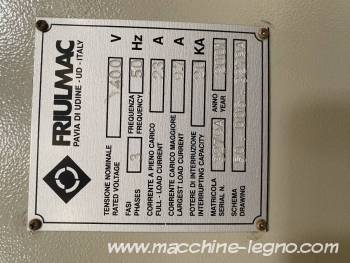 FRIULMAC
PAVIA DI UDINE - UD - ITALY
TENSIONE NOMINALE
RATED VOLTAGE
400 V
FASI
PHASES
3
FREQUENZA
FREQUENCY
50 Hz
CORRENTE A PIENO CARICO
FULL - LOAD CURRENT
23 A
CORRENTE CARICO MAGGIORE
LARGEST LOAD CURRENT
A
POTERE DI INTERRUZIONE
INTERRUPTING CAPACITY
KA
MATRICOLA
SERIAL N.
ANNO
YEAR
SCHEMA
DRAWING
www.macchine-legno.com